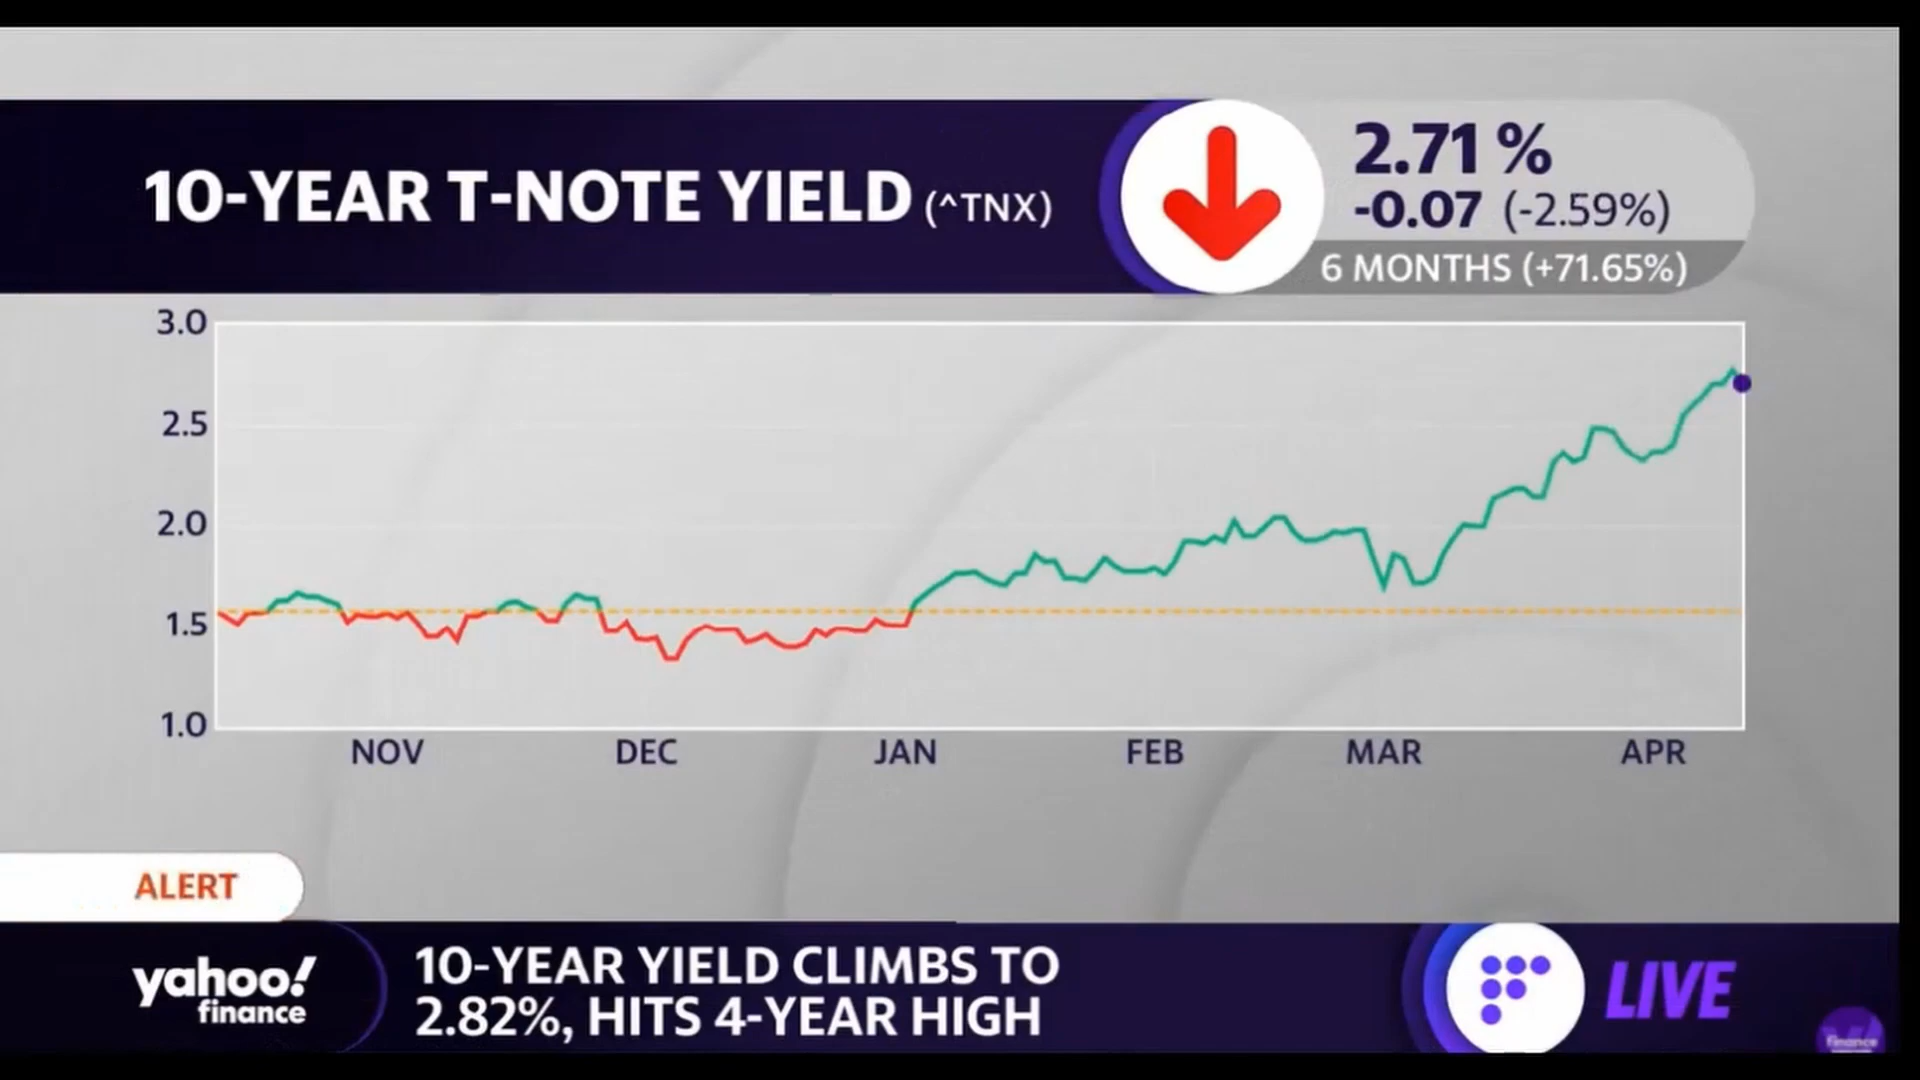 10-YEAR T-NOTE YIELD (^TNX)
2.71 %
-0.07 (-2.59%)
6 MONTHS (+71.65%)
3.0
2.5
2.0
1.5
1.0
NOV DEC JAN FEB MAR APR
ALERT
yahoo!
finance
10-YEAR YIELD CLIMBS TO
2.82%, HITS 4-YEAR HIGH
LIVE
finance